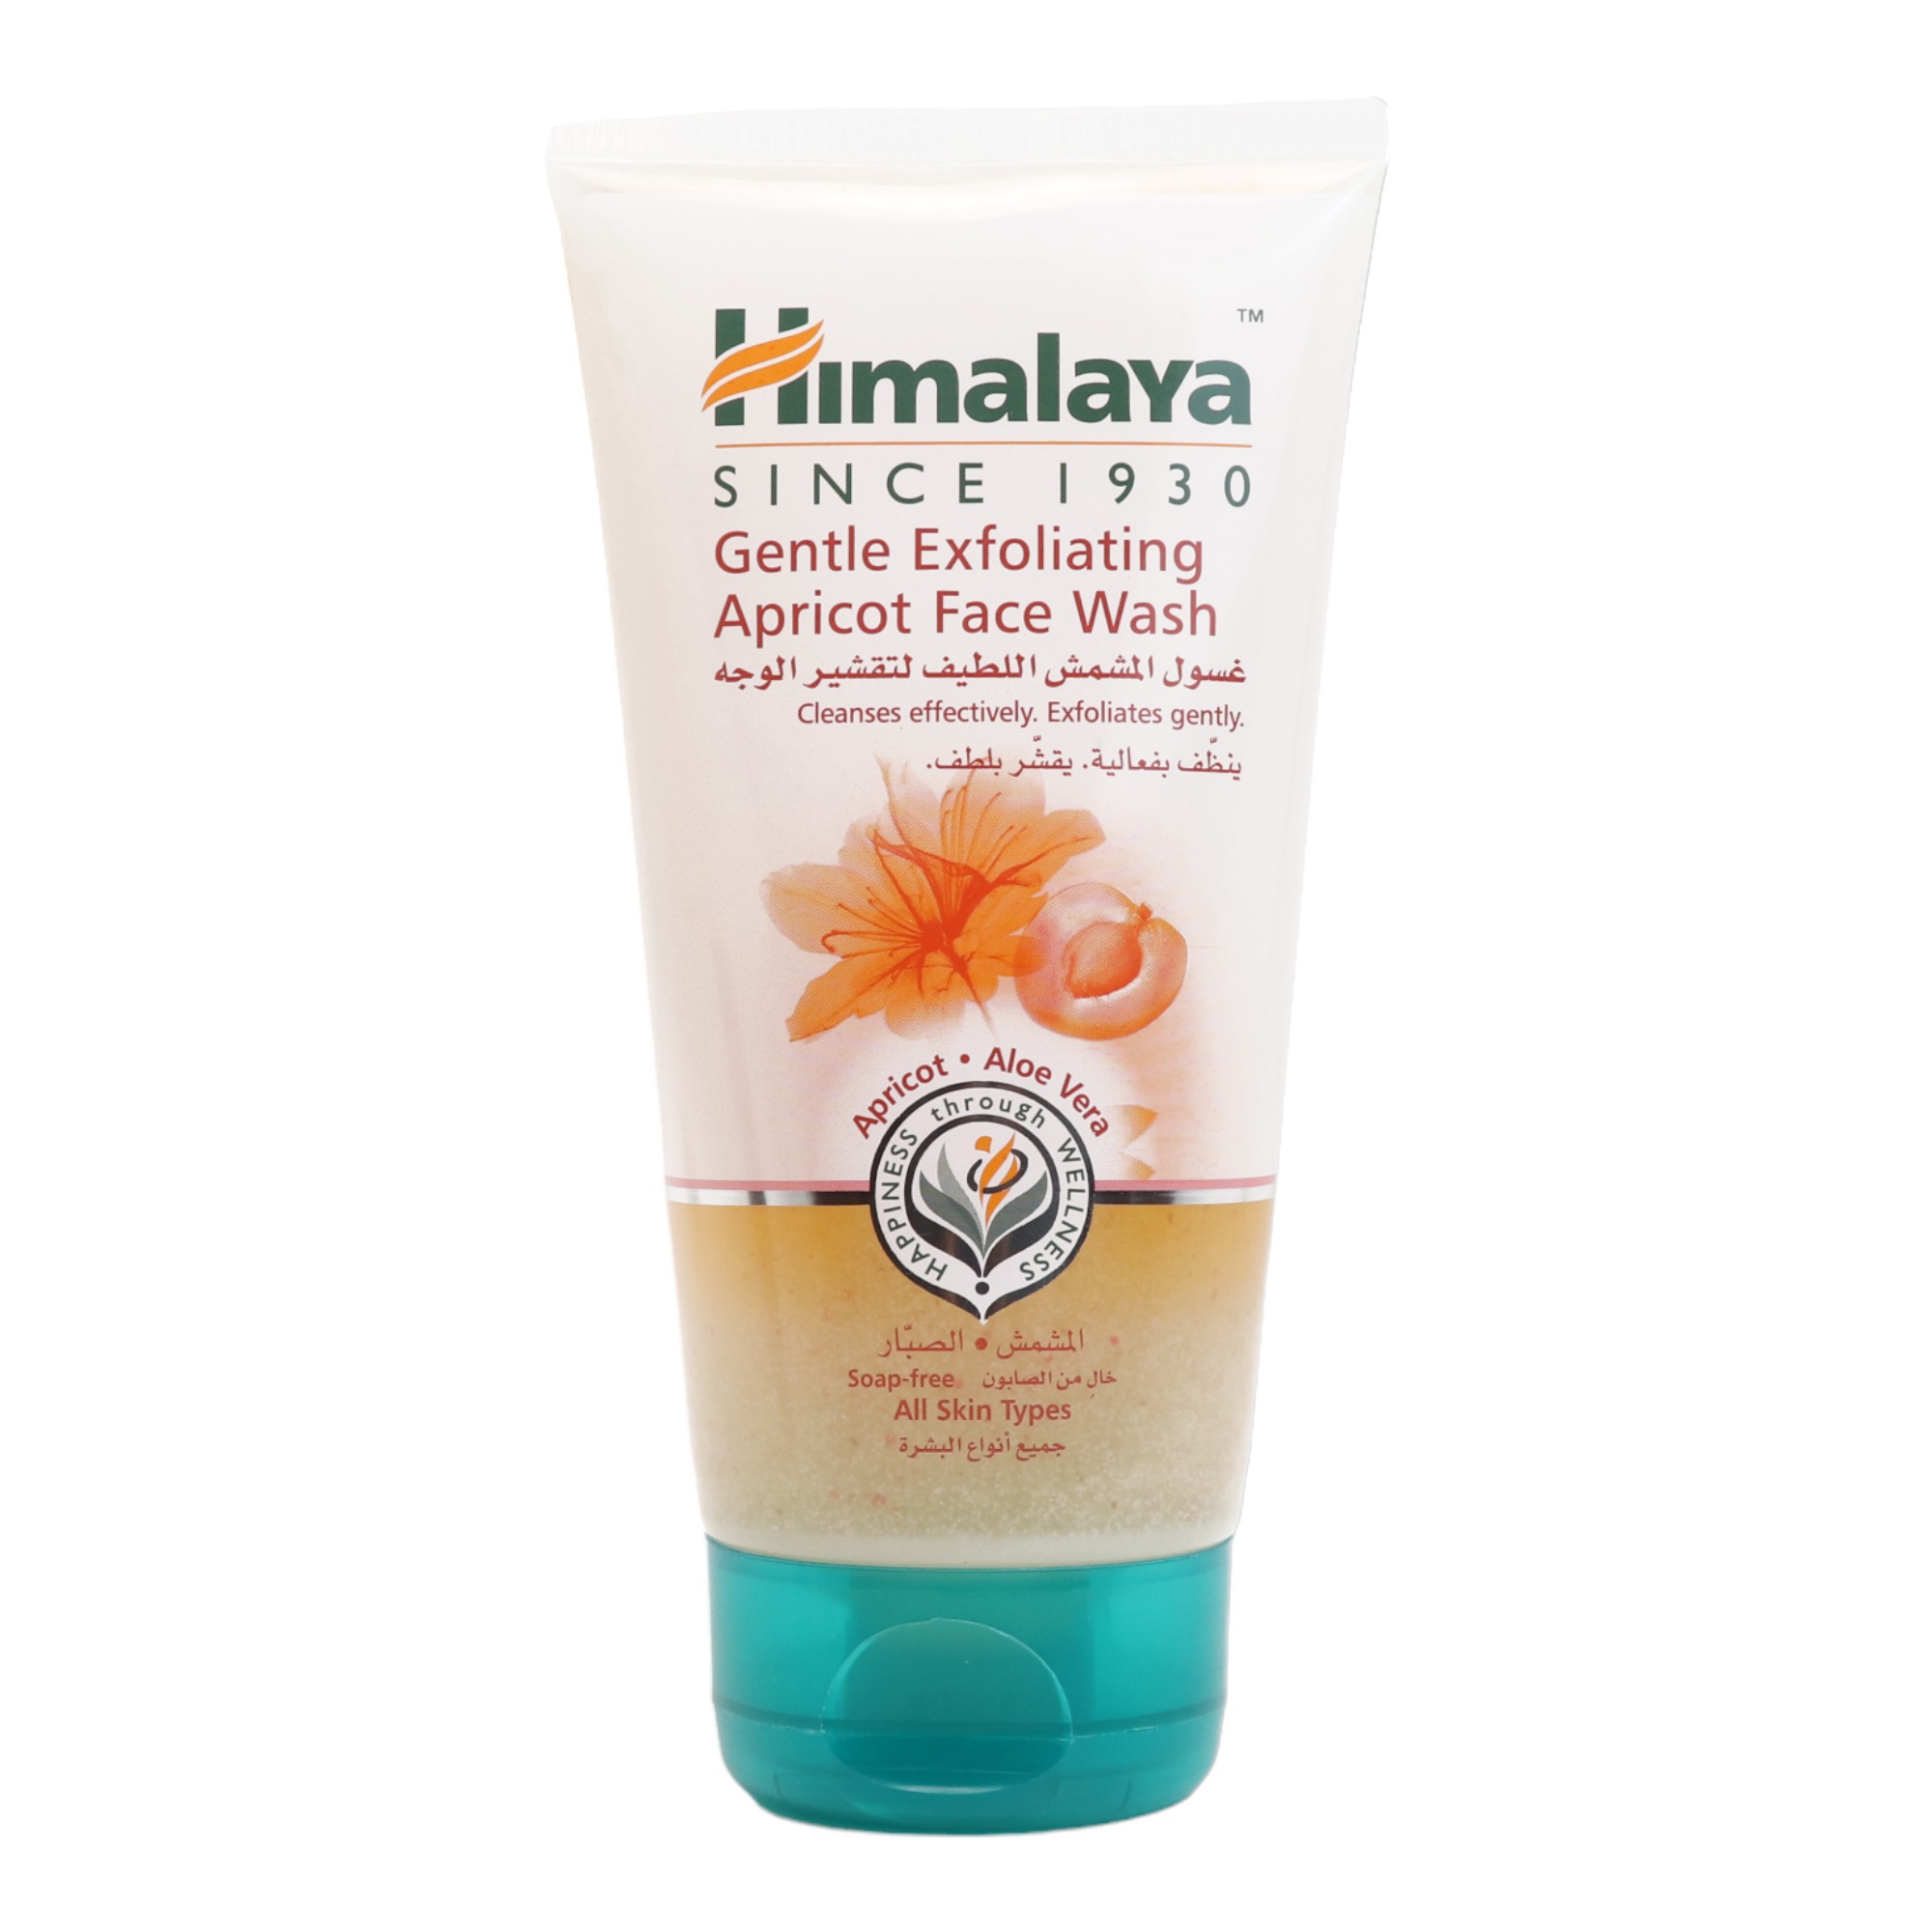 Himalaya ™
SINCE 1930
Gentle Exfoliating
Apricot Face Wash
غسول المشمش اللطيف لتقشير الوجه
Cleanses effectively. Exfoliates gently.
ينظّف بفعالية. يقشّر بلطف.
Apricot • Aloe Vera
HAPPINESS through WELLNESS
المشمش • الصبّار
Soap-free خالٍ من الصابون
All Skin Types
جميع أنواع البشرة